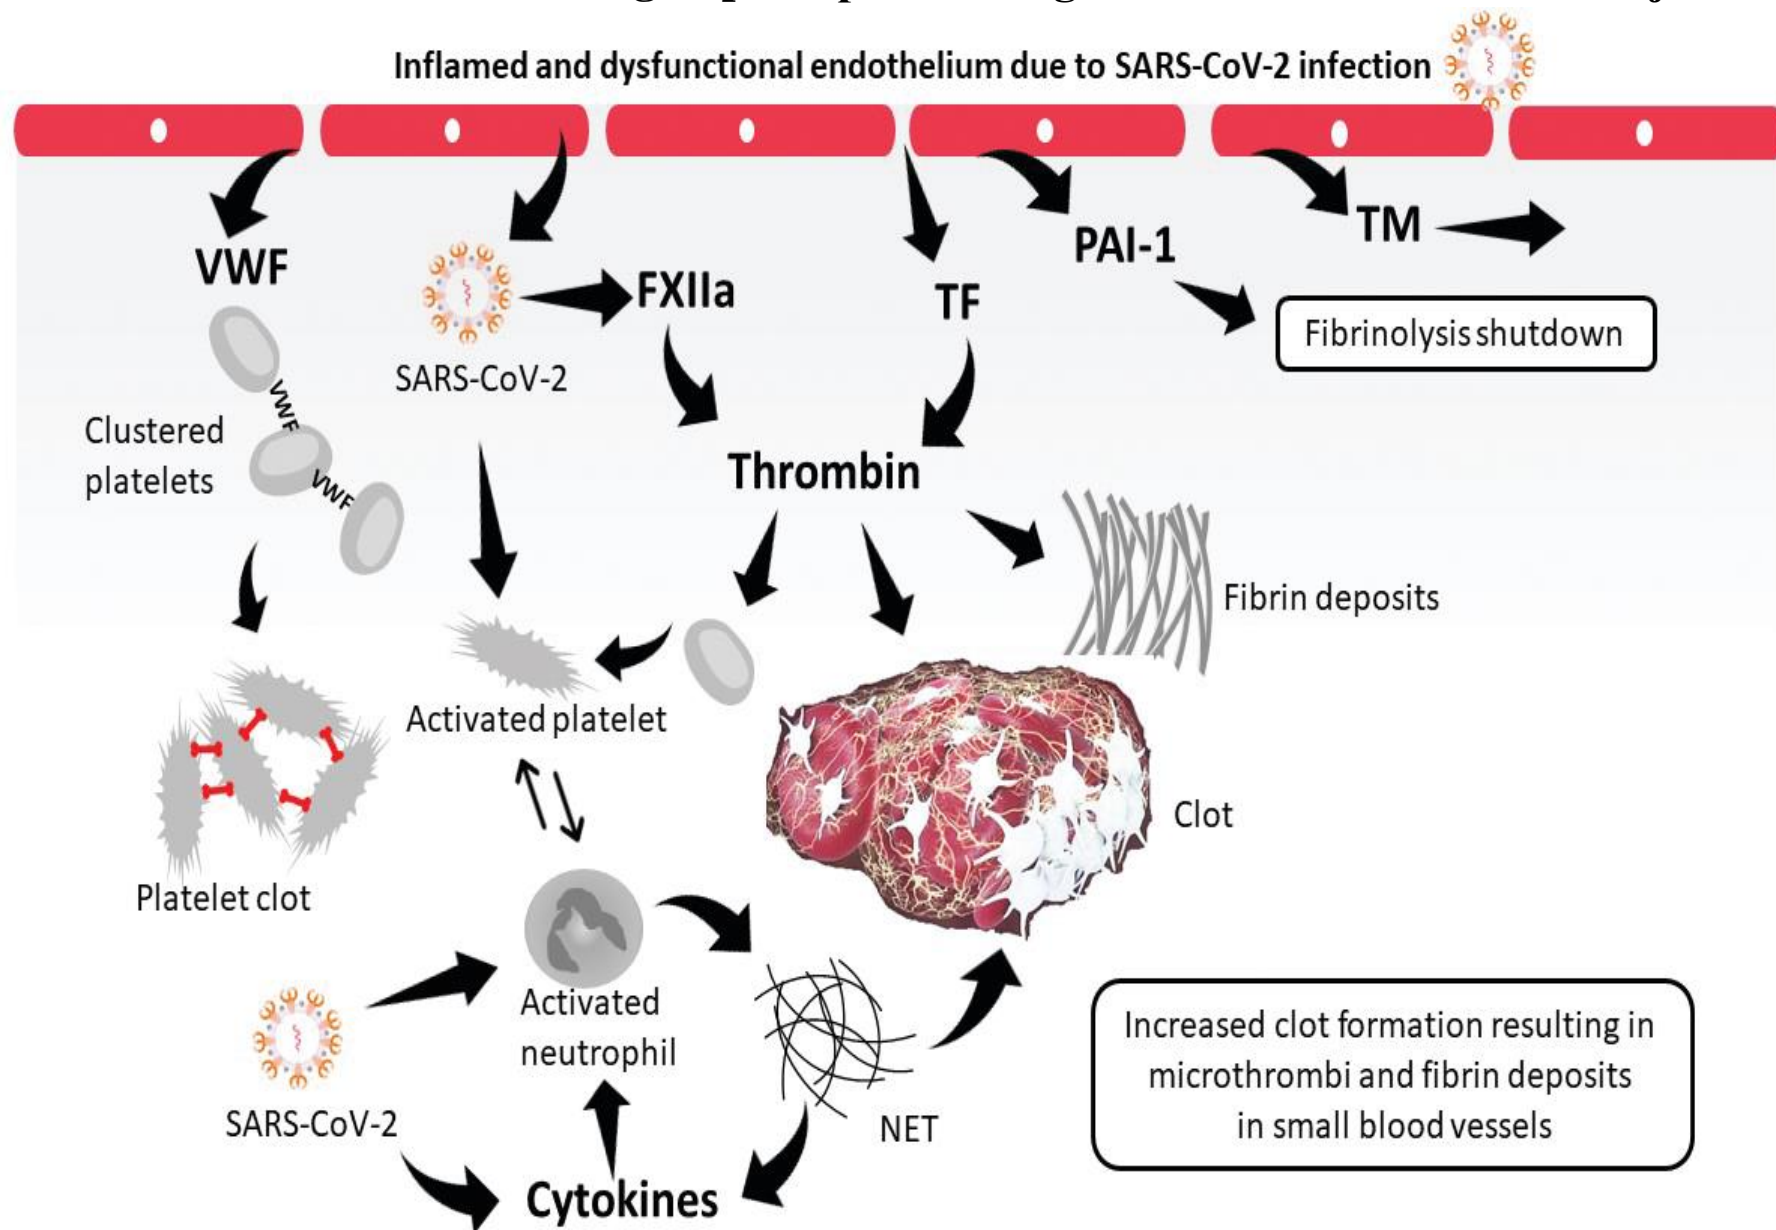 Inflamed and dysfunctional endothelium due to SARS-CoV-2 infection
VWF
SARS-CoV-2
FXIIa
TF
PAI-1
TM
Fibrinolysis shutdown
VWF
VWF
Clustered
platelets
Thrombin
Fibrin deposits
Activated platelet
Clot
Platelet clot
Activated
neutrophil
SARS-CoV-2
NET
Cytokines
Increased clot formation resulting in
microthrombi and fibrin deposits
in small blood vessels